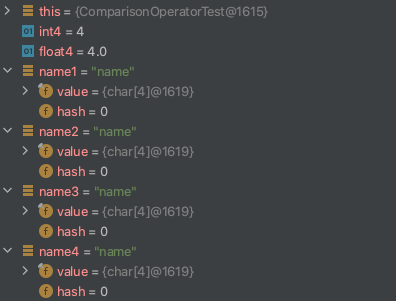 this = {ComparisonOperatorTest@1615}
01 int4 = 4
01 float4 = 4.0
name1 = "name"
f value = {char[4]@1619}
f hash = 0
name2 = "name"
f value = {char[4]@1619}
f hash = 0
name3 = "name"
f value = {char[4]@1619}
f hash = 0
name4 = "name"
f value = {char[4]@1619}
f hash = 0